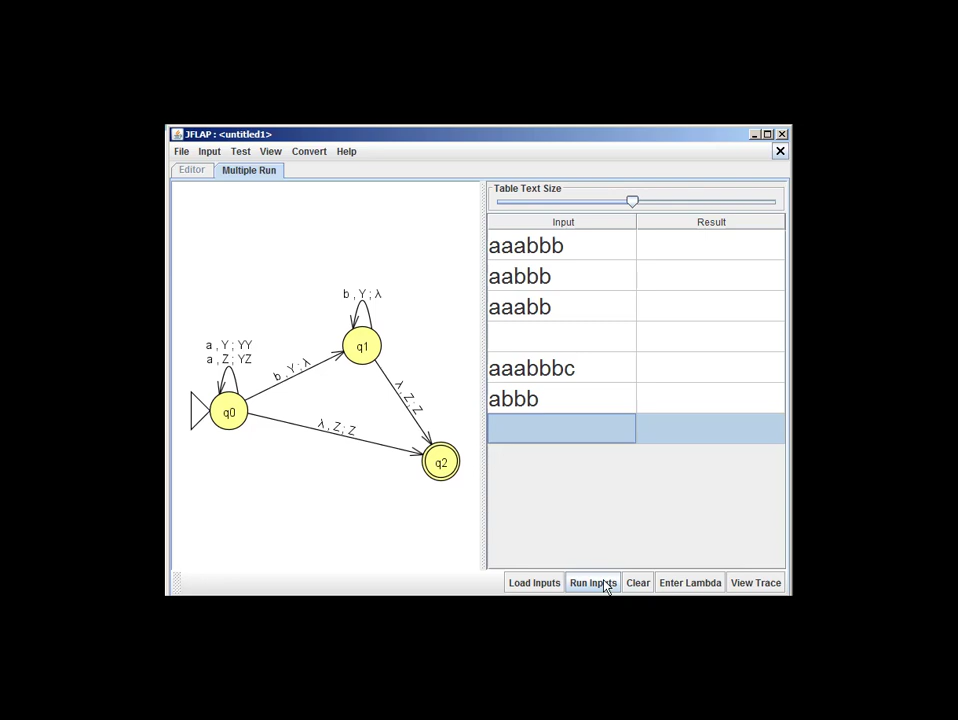 JFLAP : <untitled1>
File Input Test View Convert Help
Editor Multiple Run
Table Text Size
Input Result
aaabbb
aabbb
aaabb
aaabbbc
abbb
b , Y ; λ
q1
a , Y ; YY
a , Z ; YZ
b , Y ; λ
q0
λ , Z ; Z
λ , Z ; Z
q2
Load Inputs Run Inputs Clear Enter Lambda View Trace